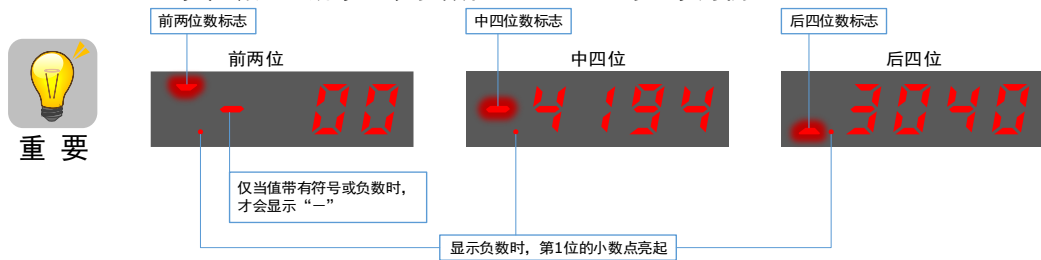 前两位数标志
中四位数标志
后四位数标志
前两位
中四位
后四位
- 00
4194
3040
重 要
仅当值带有符号或负数时，
才会显示“—”
显示负数时，第1位的小数点亮起